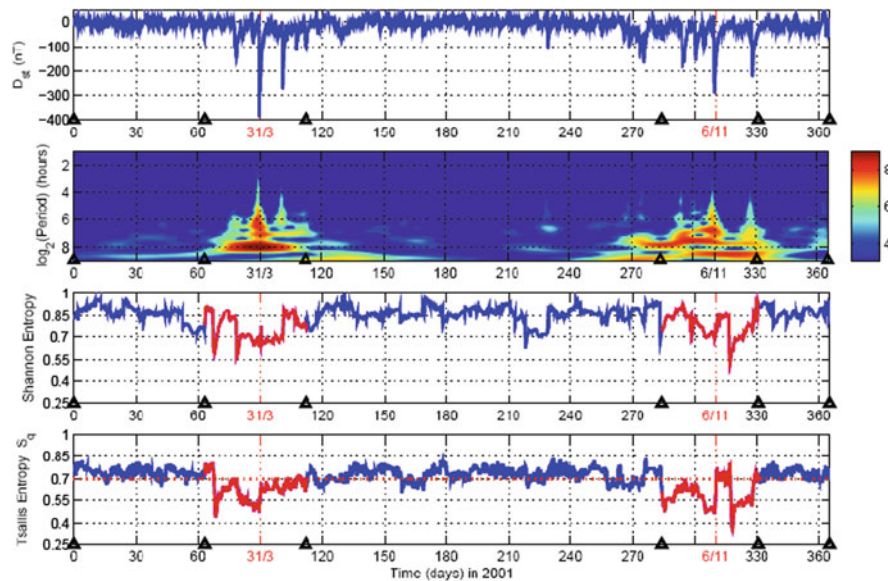 0
-100
-200
-300
-400
D_st (nT)
0 60 31/3 120 150 180 210 240 270 6/11 330 360
2
4
6
8
log_2(Period) (hours)
0 30 60 31/3 120 150 180 210 240 270 6/11 330 360
8
6
4
1
0.85
0.7
0.55
0.4
0.25
Shannon Entropy
0 30 60 31/3 120 150 180 210 240 270 6/11 330 360
1
0.85
0.7
0.55
0.4
0.25
Tsallis Entropy S_q
0 30 60 31/3 120 150 180 210 240 270 6/11 330 360
Time (days) in 2001